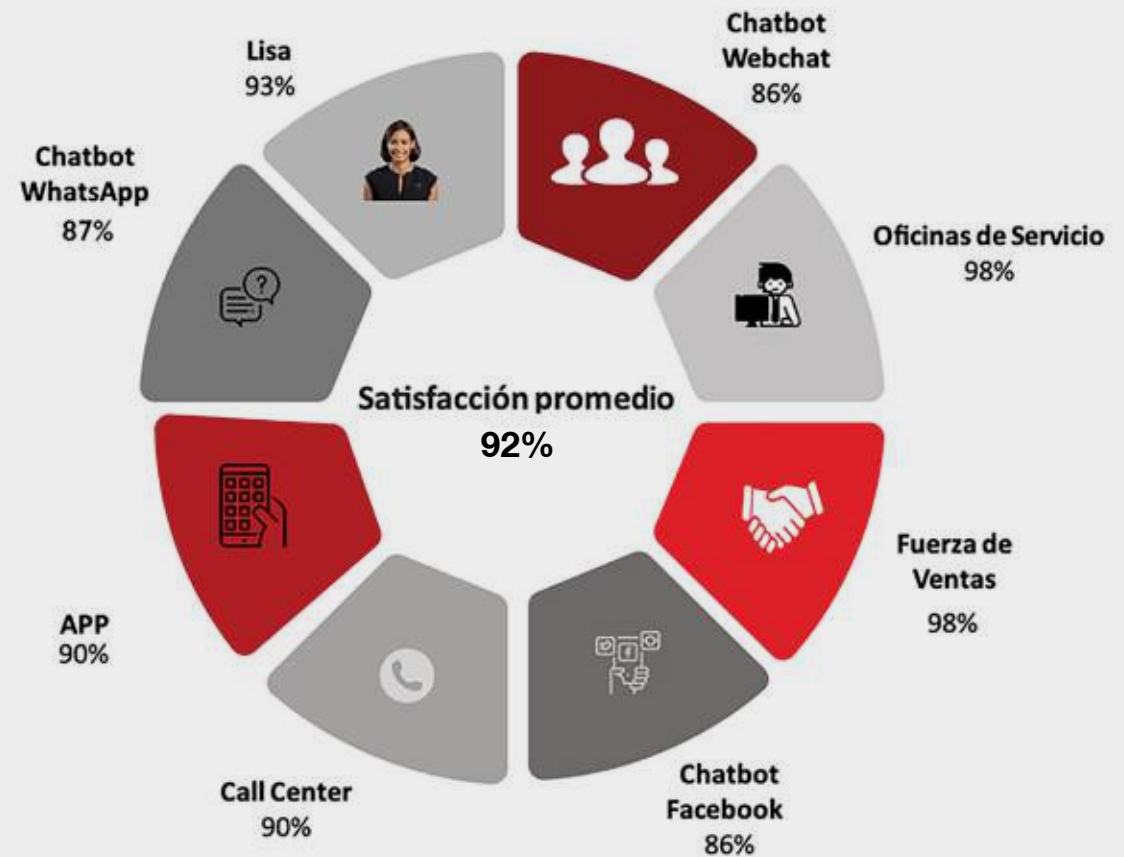 Chatbot
Webchat
86%
Lisa
93%
Chatbot
WhatsApp
87%
Oficinas de Servicio
98%
Satisfacción promedio
92%
?
Fuerza de
Ventas
98%
APP
90%
f
Call Center
90%
Chatbot
Facebook
86%